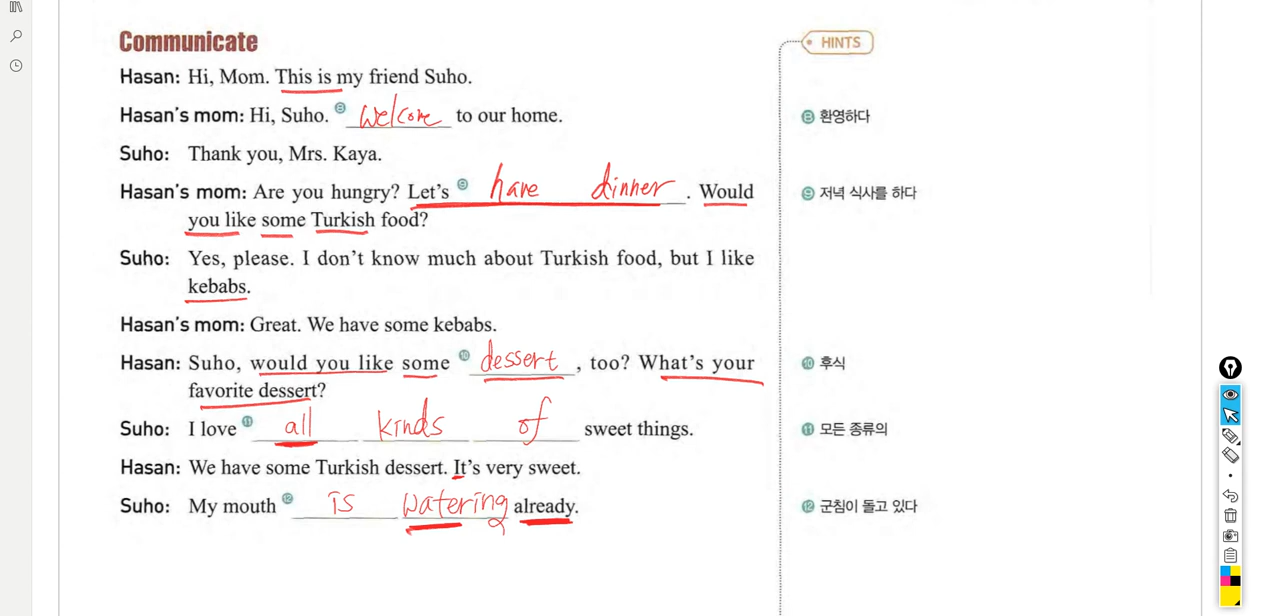 Communicate
HINTS
Hasan: Hi, Mom. This is my friend Suho.
Hasan's mom: Hi, Suho. ⑧ welcome to our home.
⑧ 환영하다
Suho: Thank you, Mrs. Kaya.
Hasan's mom: Are you hungry? Let's ⑨ have dinner. Would
⑨ 저녁 식사를 하다
you like some Turkish food?
Suho: Yes, please. I don't know much about Turkish food, but I like
kebabs.
Hasan's mom: Great. We have some kebabs.
Hasan: Suho, would you like some ⑩ dessert, too? What's your
⑩ 후식
favorite dessert?
Suho: I love ⑪ all kinds of sweet things.
⑪ 모든 종류의
Hasan: We have some Turkish dessert. It's very sweet.
Suho: My mouth ⑫ is watering already.
⑫ 군침이 돌고 있다